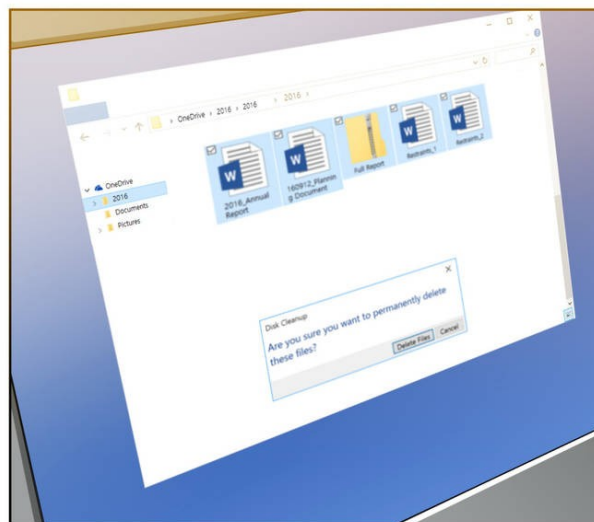 OneDrive › 2016 › 2016 › 2016 ›
OneDrive
2016
Documents
Pictures
2016_Annual
Report
160912_Plannin
g Document
Full Report
Restraints_1
Restraints_2
Disk Cleanup
Are you sure you want to permanently delete
these files?
Delete Files
Cancel